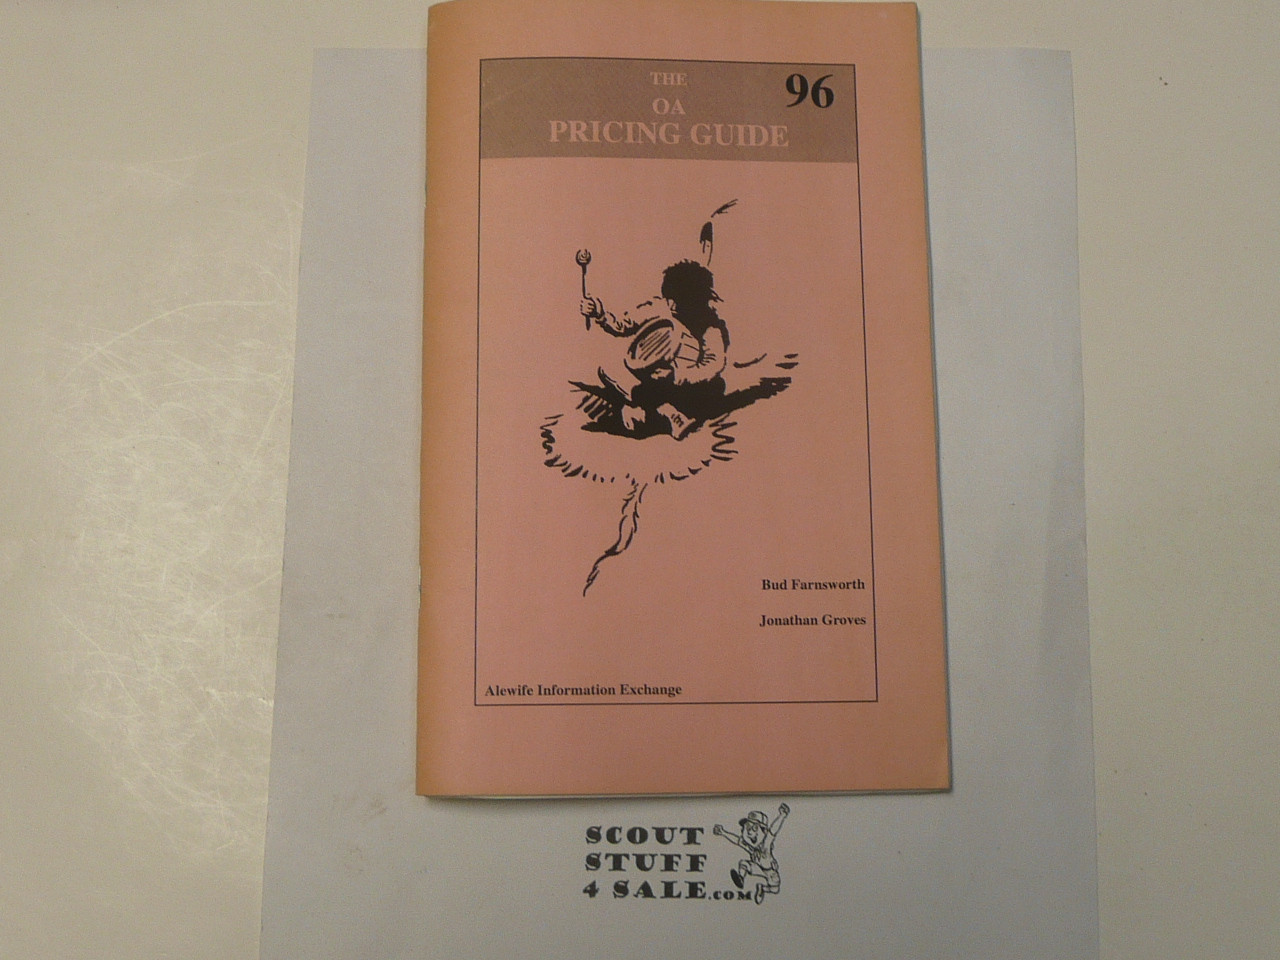 THE
96
OA
PRICING GUIDE
Bud Farnsworth
Jonathan Groves
Alewife Information Exchange
SCOUT
STUFF
4 SALE.COM